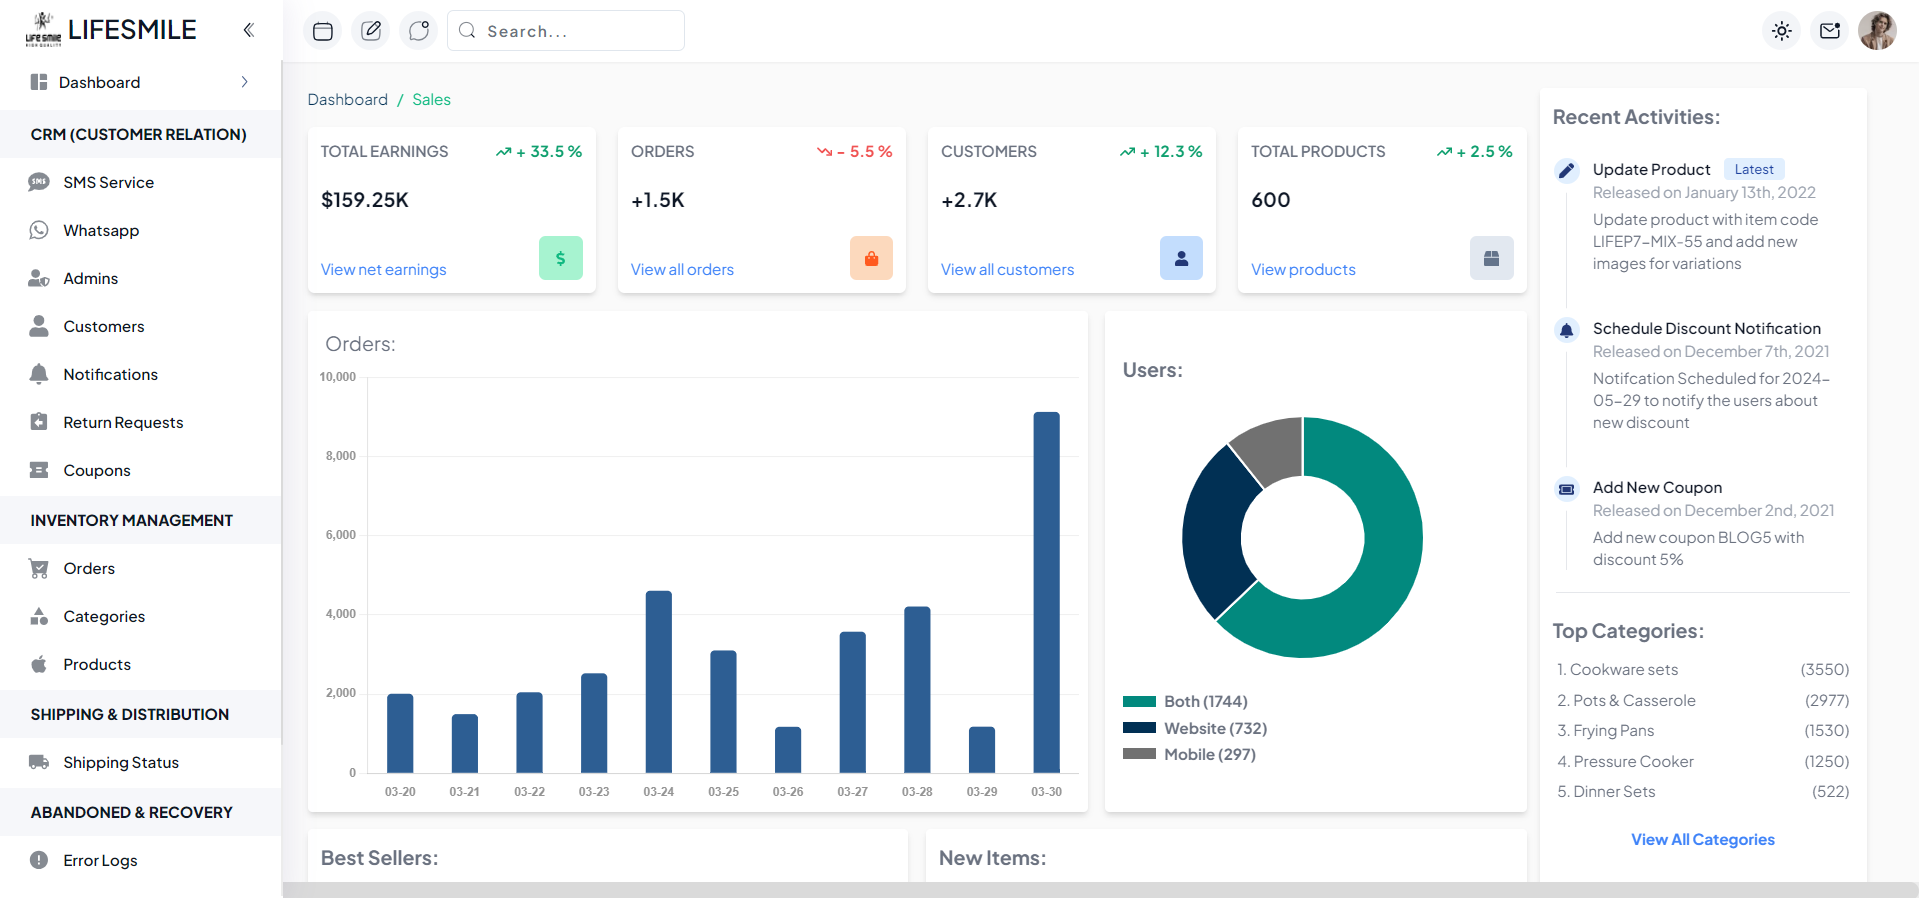 LIFE SMILE
HIGH QUALITY
LIFESMILE
Dashboard
CRM (CUSTOMER RELATION)
SMS
SMS Service
Whatsapp
Admins
Customers
Notifications
Return Requests
Coupons
INVENTORY MANAGEMENT
Orders
Categories
Products
SHIPPING & DISTRIBUTION
Shipping Status
ABANDONED & RECOVERY
Error Logs
Search...
Dashboard / Sales
TOTAL EARNINGS + 33.5 %
$159.25K
View net earnings
$
ORDERS - 5.5 %
+1.5K
View all orders
CUSTOMERS + 12.3 %
+2.7K
View all customers
TOTAL PRODUCTS + 2.5 %
600
View products
Orders:
10,000
8,000
6,000
4,000
2,000
0
03-20 03-21 03-22 03-23 03-24 03-25 03-26 03-27 03-28 03-29 03-30
Users:
Both (1744)
Website (732)
Mobile (297)
Best Sellers:
New Items:
Recent Activities:
Update Product Latest
Released on January 13th, 2022
Update product with item code
LIFEP7-MIX-55 and add new
images for variations
Schedule Discount Notification
Released on December 7th, 2021
Notifcation Scheduled for 2024-
05-29 to notify the users about
new discount
Add New Coupon
Released on December 2nd, 2021
Add new coupon BLOG5 with
discount 5%
Top Categories:
1. Cookware sets (3550)
2. Pots & Casserole (2977)
3. Frying Pans (1530)
4. Pressure Cooker (1250)
5. Dinner Sets (522)
View All Categories